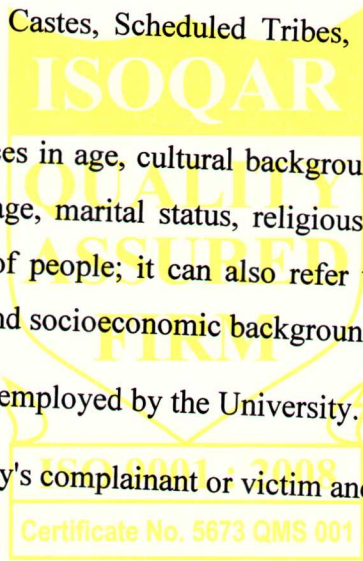 Castes, Scheduled Tribes,
ISOQAR
es in age, cultural backgrou
QUALITY
ge, marital status, religious
ASSURED
of people; it can also refer
nd socioeconomic background
FIRM
employed by the University.
ISO 9001 : 2008
y's complainant or victim and
Certificate No. 5673 QMS 001